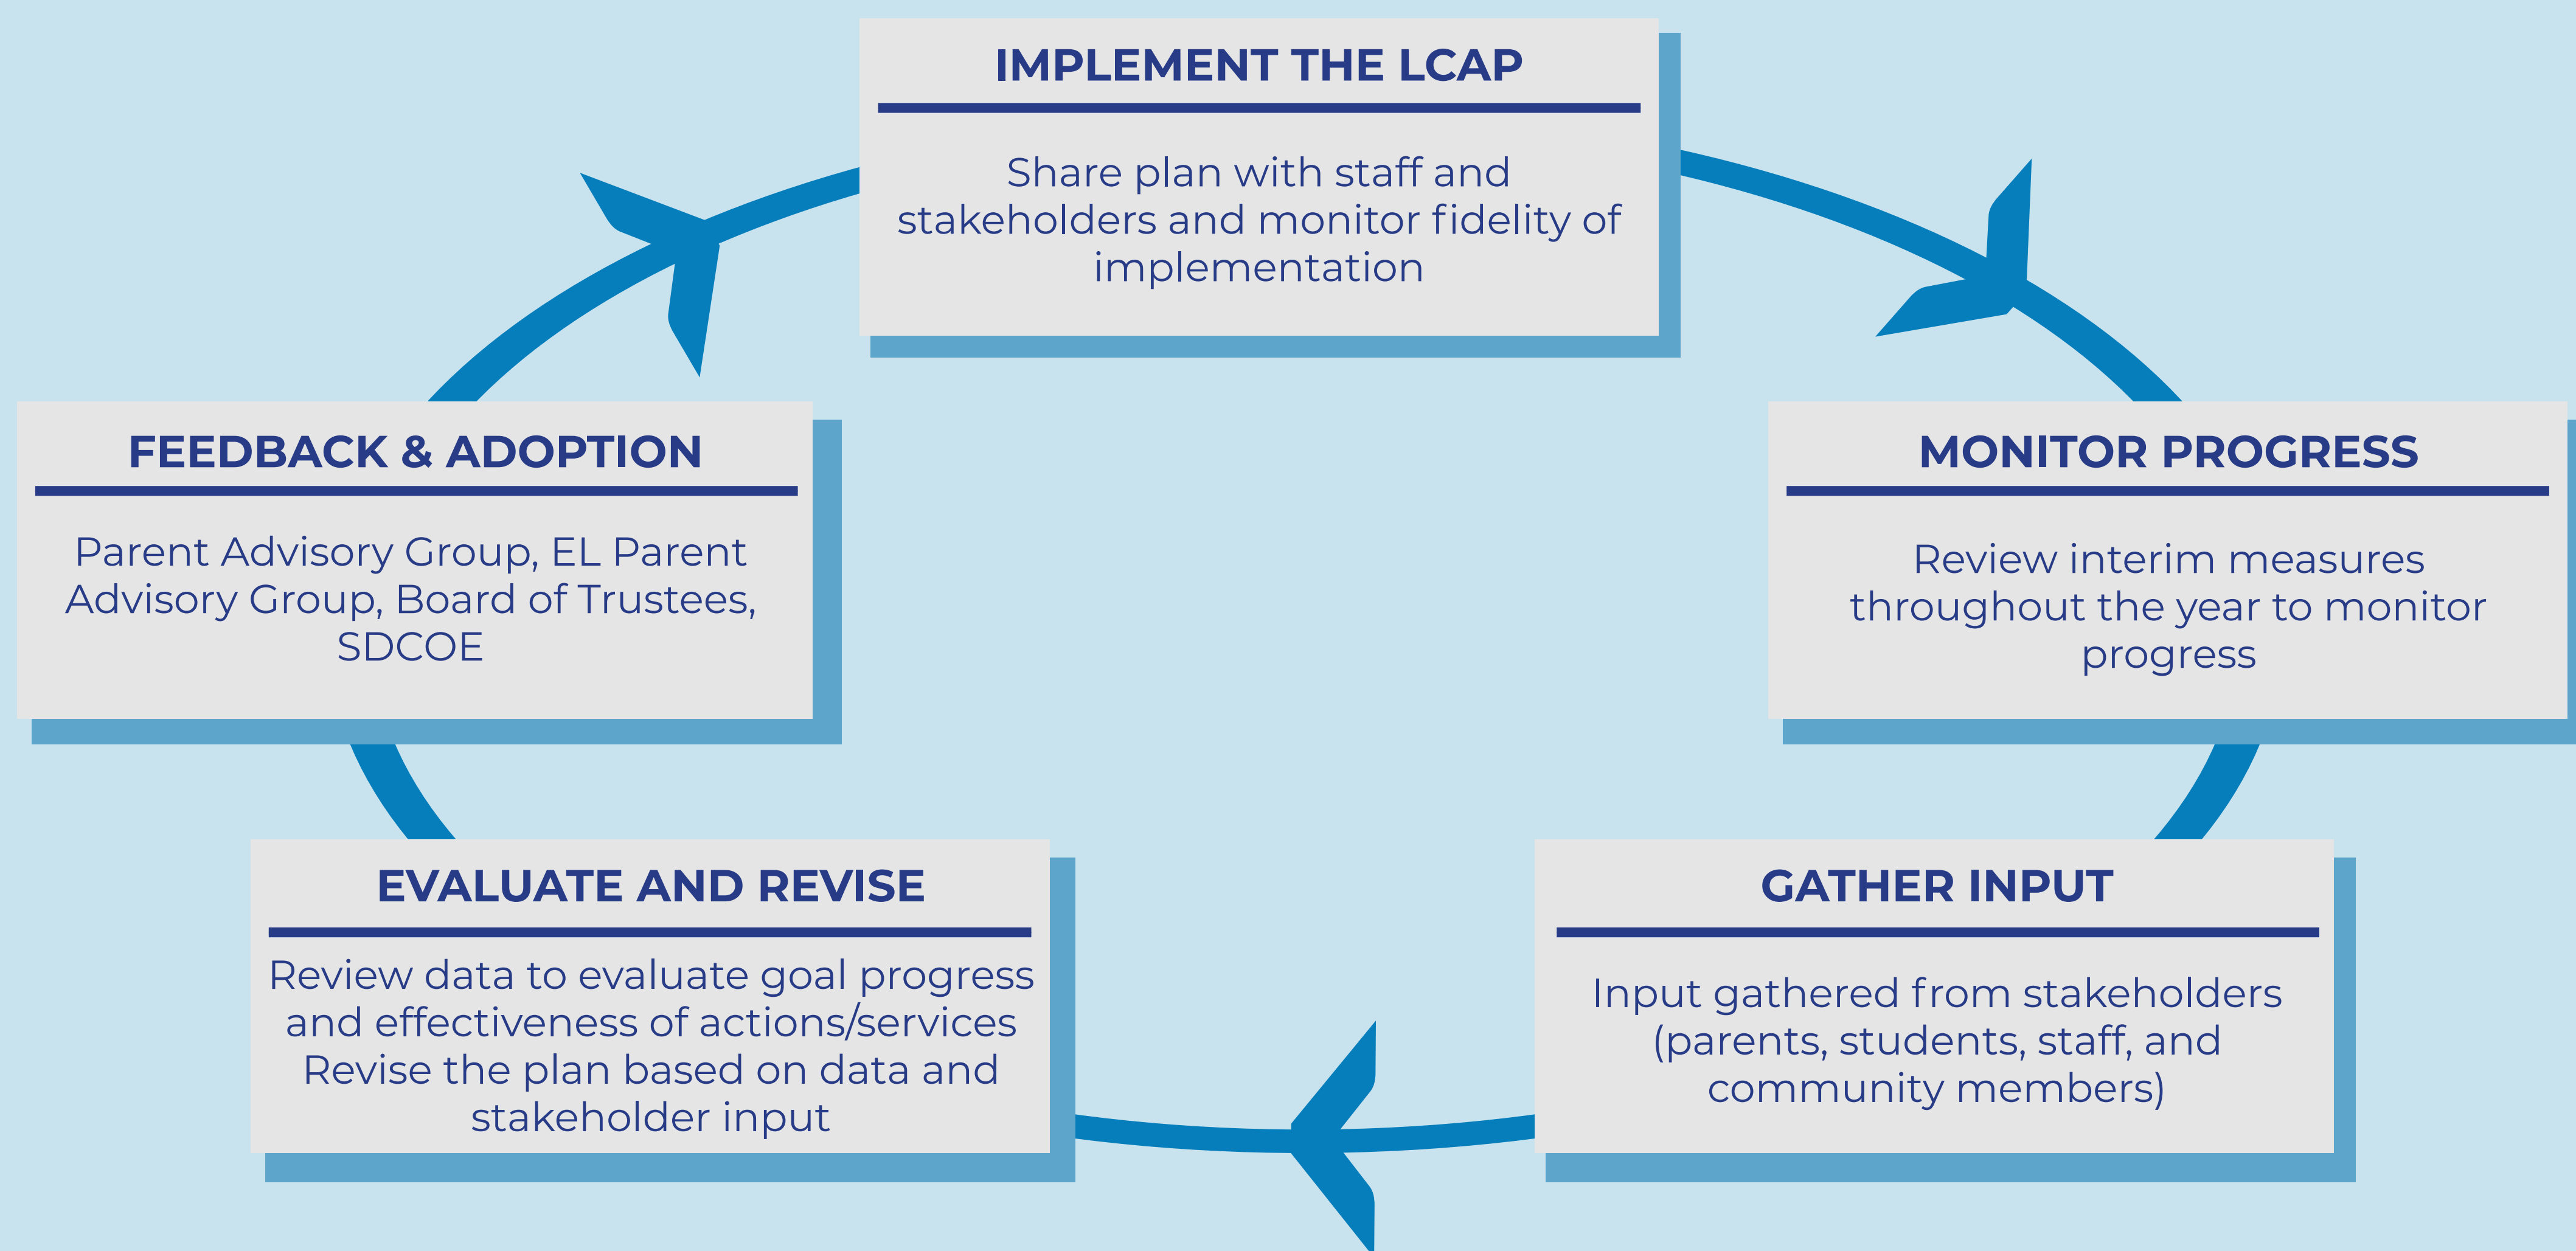 IMPLEMENT THE LCAP
Share plan with staff and
stakeholders and monitor fidelity of
implementation
FEEDBACK & ADOPTION
Parent Advisory Group, EL Parent
Advisory Group, Board of Trustees,
SDCOE
MONITOR PROGRESS
Review interim measures
throughout the year to monitor
progress
EVALUATE AND REVISE
Review data to evaluate goal progress
and effectiveness of actions/services
Revise the plan based on data and
stakeholder input
GATHER INPUT
Input gathered from stakeholders
(parents, students, staff, and
community members)